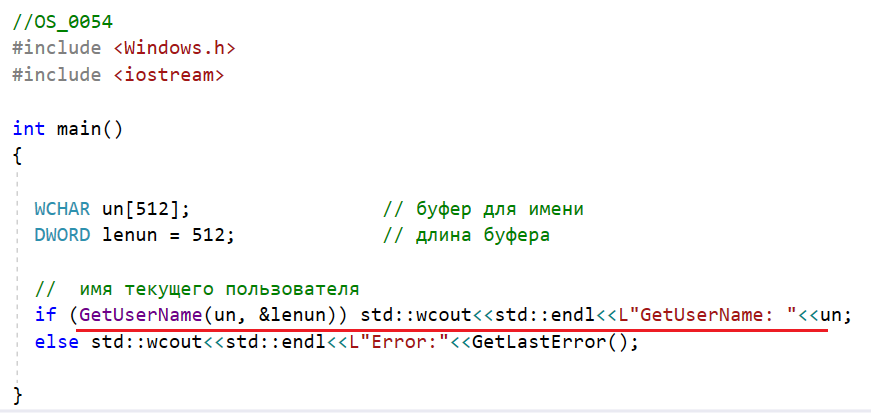 //OS_0054
#include <Windows.h>
#include <iostream>
int main()
{
WCHAR un[512]; // буфер для имени
DWORD lenun = 512; // длина буфера
// имя текущего пользователя
if (GetUserName(un, &lenun)) std::wcout<<std::endl<<L"GetUserName: "<<un;
else std::wcout<<std::endl<<L"Error:"<<GetLastError();
}